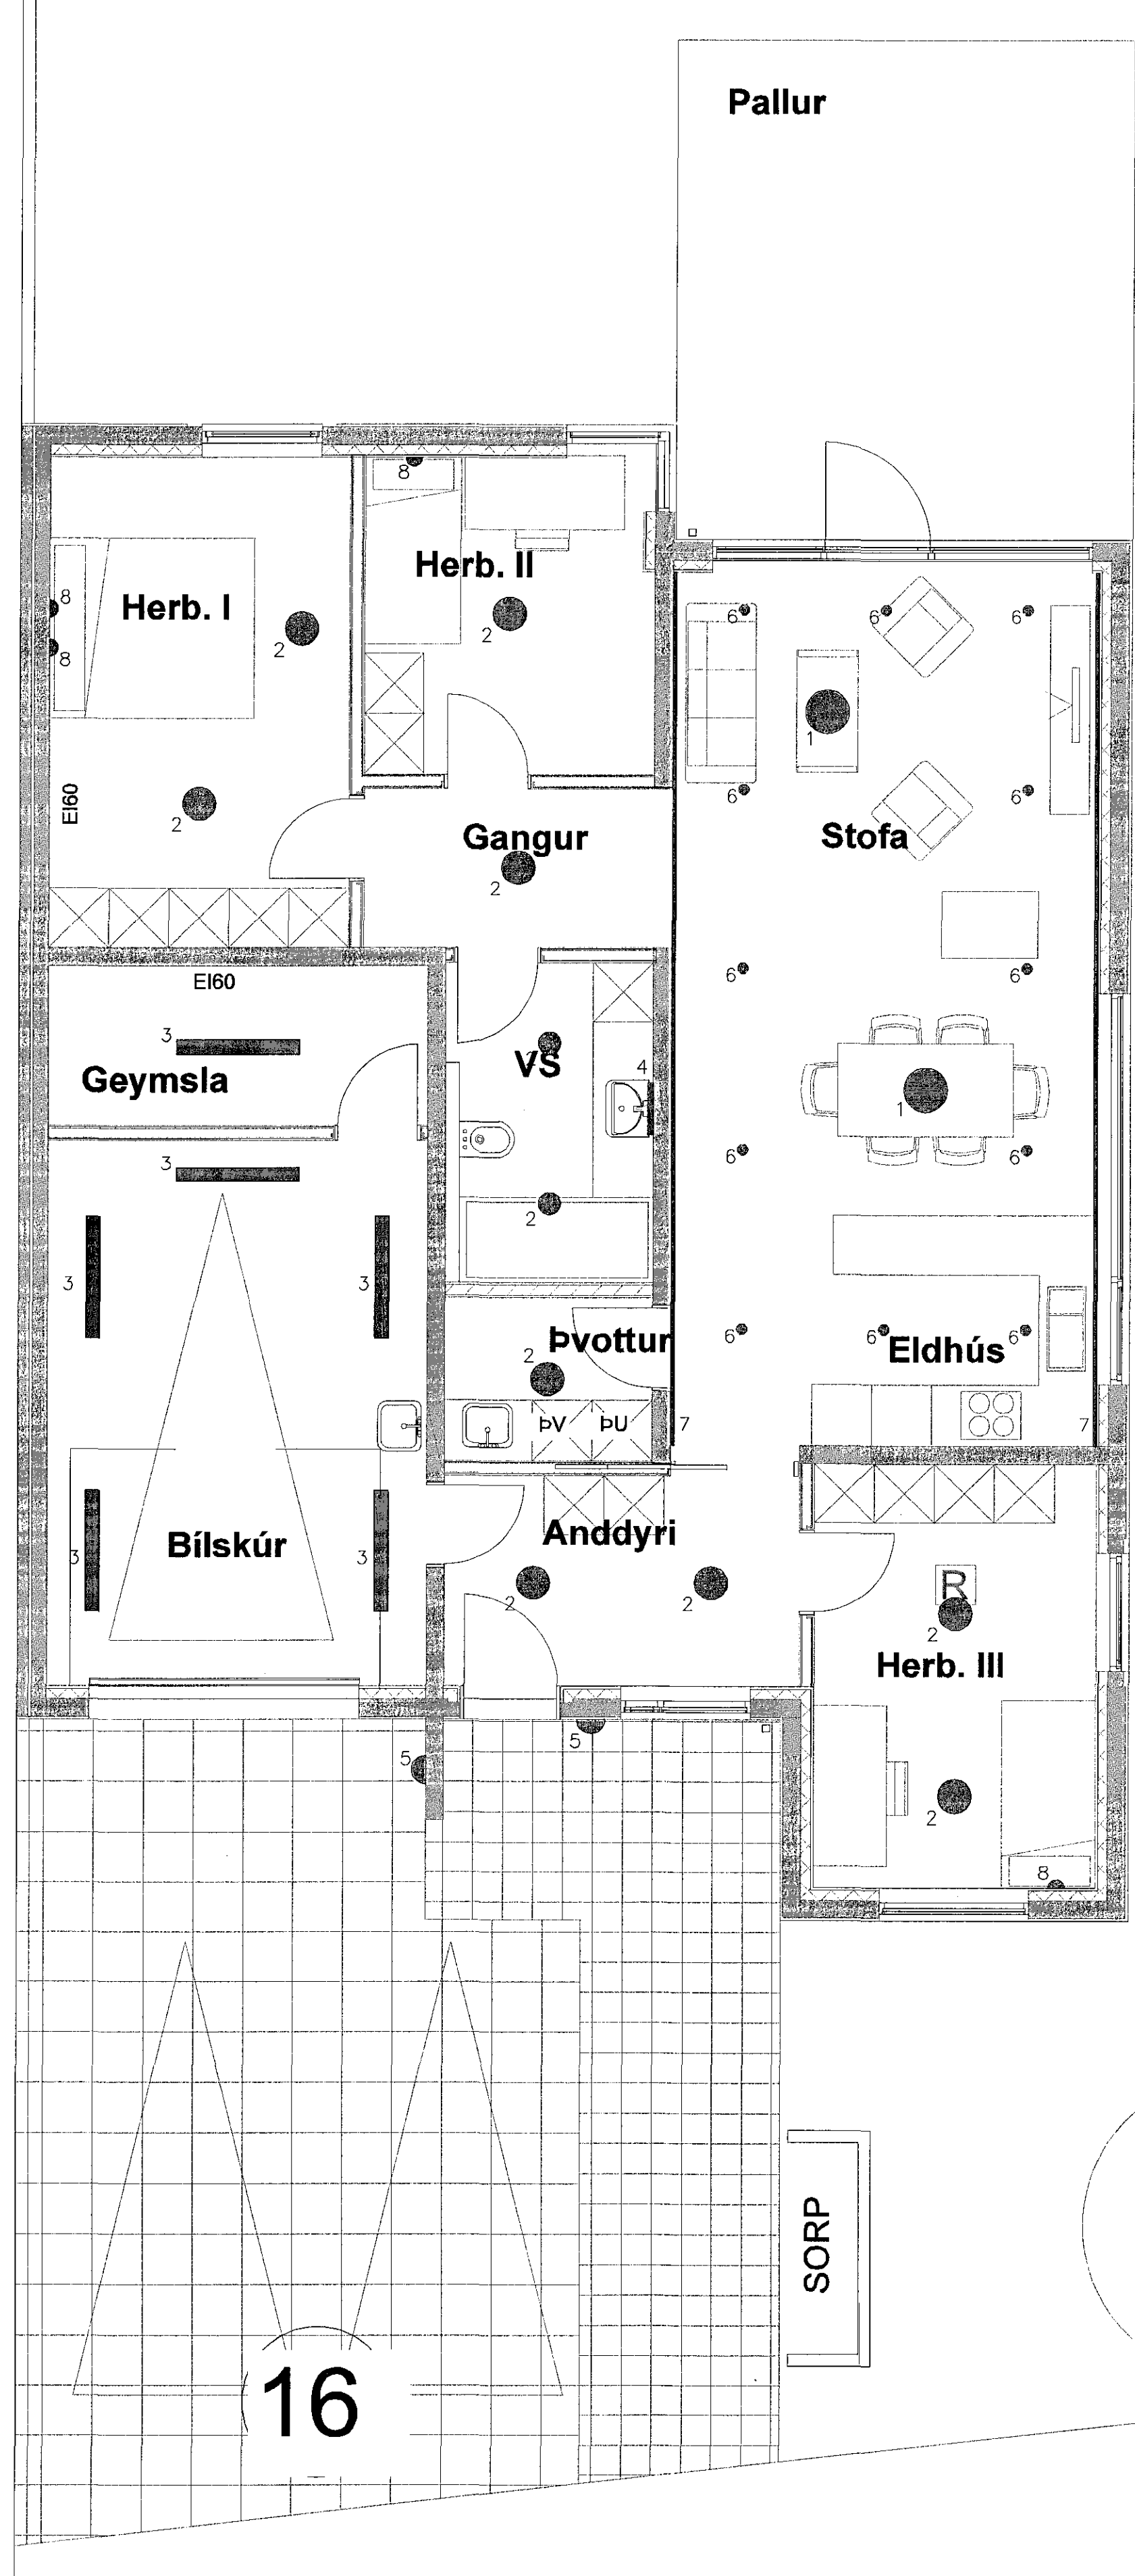 Pallur
8
Herb. II
8
Herb. I
8
2
2
6
6
6
1
6
6
EI60
2
Gangur
2
Stofa
EI60
6
6
3
VS
4
Geymsla
1
3
6
6
2
3
3
Þvottur
2
6
6
6
Eldhús
ÞV
ÞU
7
7
Anddyri
Bílskúr
3
3
2
2
R
2
Herb. III
5
5
2
8
SORP
16